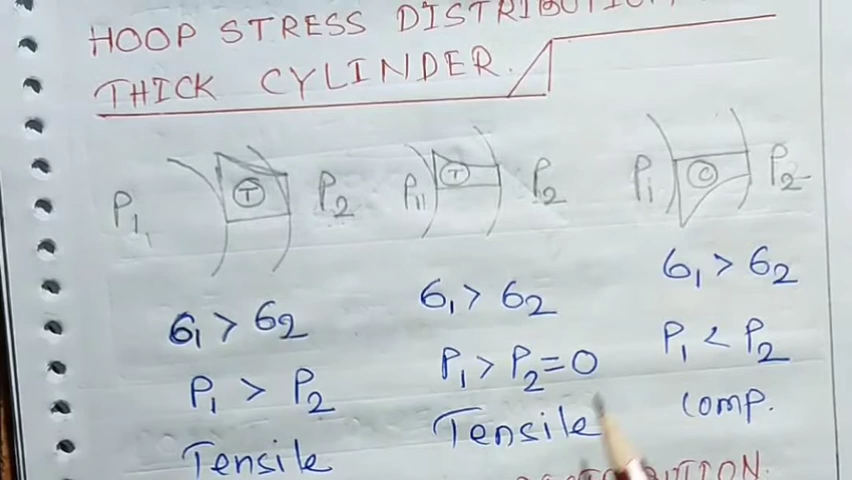 HOOP STRESS DISTRIBUTION
THICK CYLINDER.
P₁ T P₂
P₁ T P₂
P₁ C P₂
σ₁ > σ₂
P₁ > P₂
Tensile
σ₁ > σ₂
P₁ > P₂ = 0
Tensile
σ₁ > σ₂
P₁ < P₂
comp.